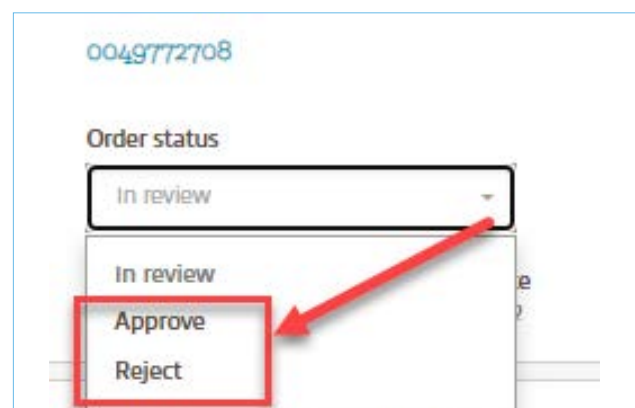 0049772708
Order status
In review
In review
Approve
Reject